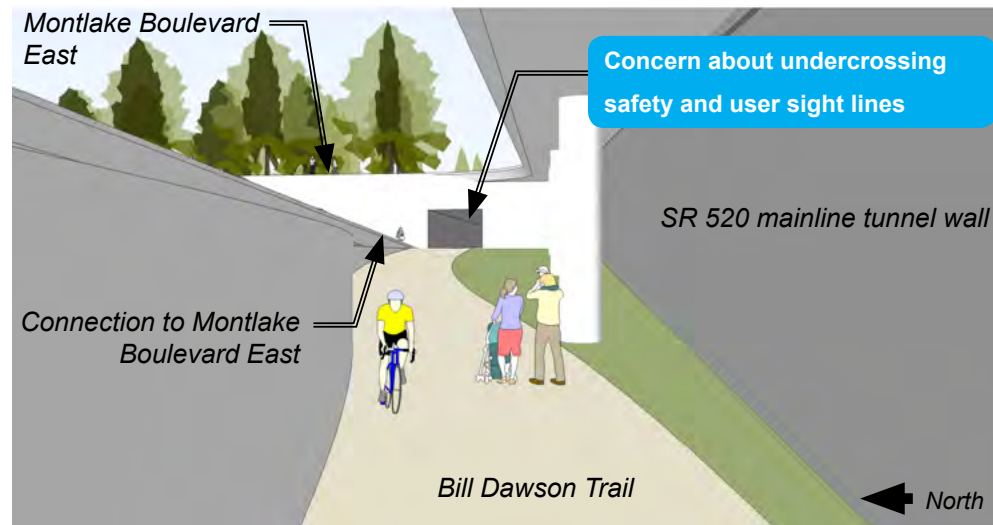 Montlake Boulevard
East
Concern about undercrossing
safety and user sight lines
SR 520 mainline tunnel wall
Connection to Montlake
Boulevard East
Bill Dawson Trail
North